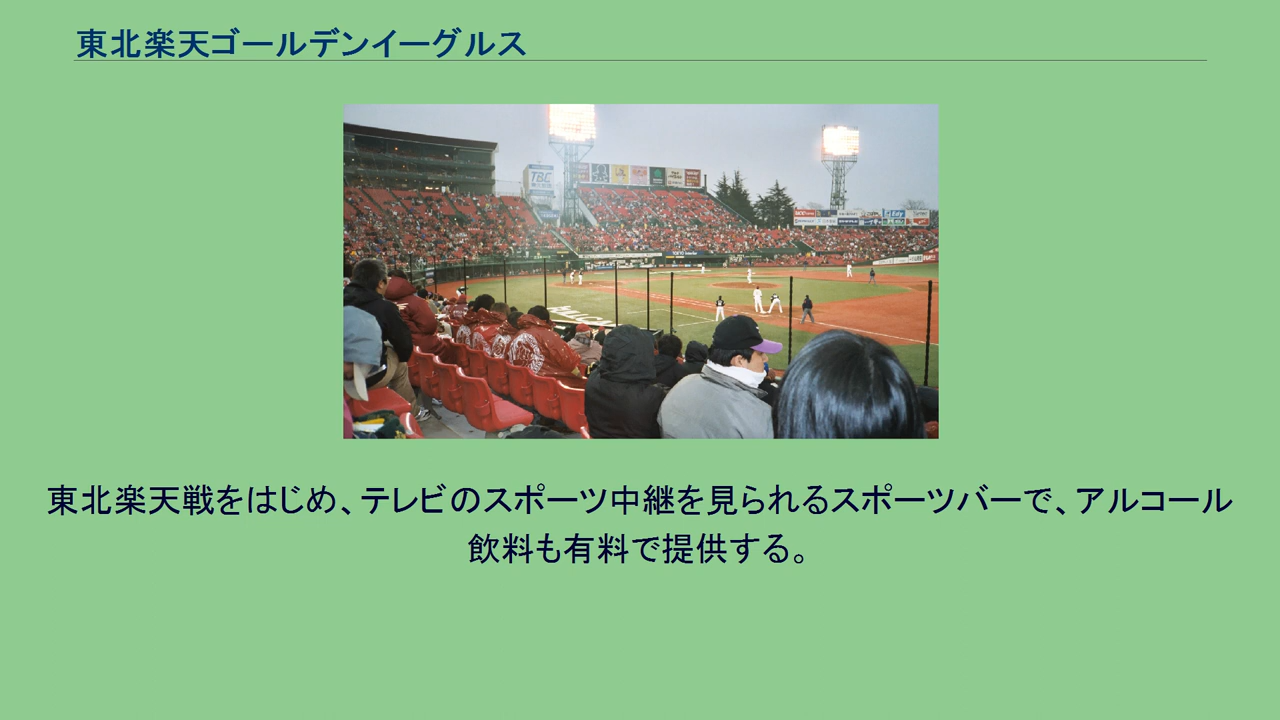 東北楽天ゴールデンイーグルス
TBC
Edy
東北楽天戦をはじめ、テレビのスポーツ中継を見られるスポーツバーで、アルコール
飲料も有料で提供する。